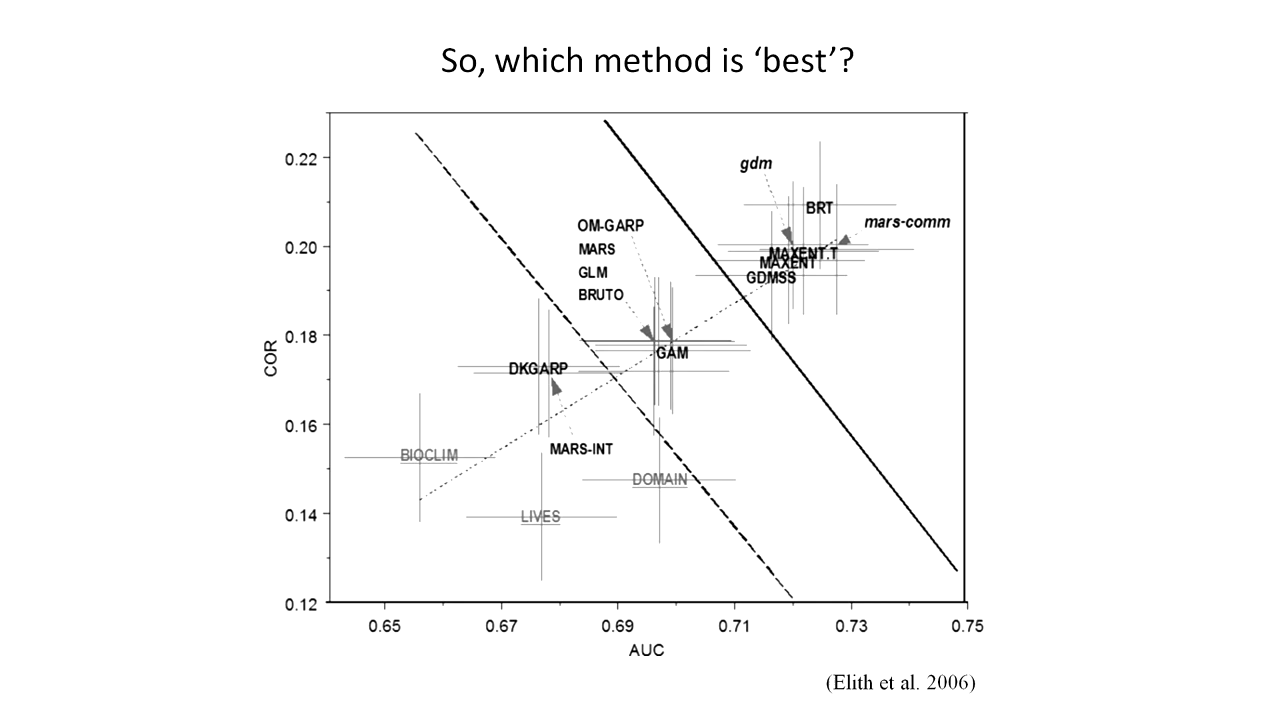 So, which method is ‘best’?
0.22
0.20
0.18
0.16
0.14
0.12
COR
gdm
BRT
mars-comm
OM-GARP
MARS
GLM
BRUTO
MAXENT.T
MAXENT
GDMSS
GAM
DKGARP
MARS-INT
BIOCLIM
DOMAIN
LIVES
0.65 0.67 0.69 0.71 0.73 0.75
AUC
(Elith et al. 2006)